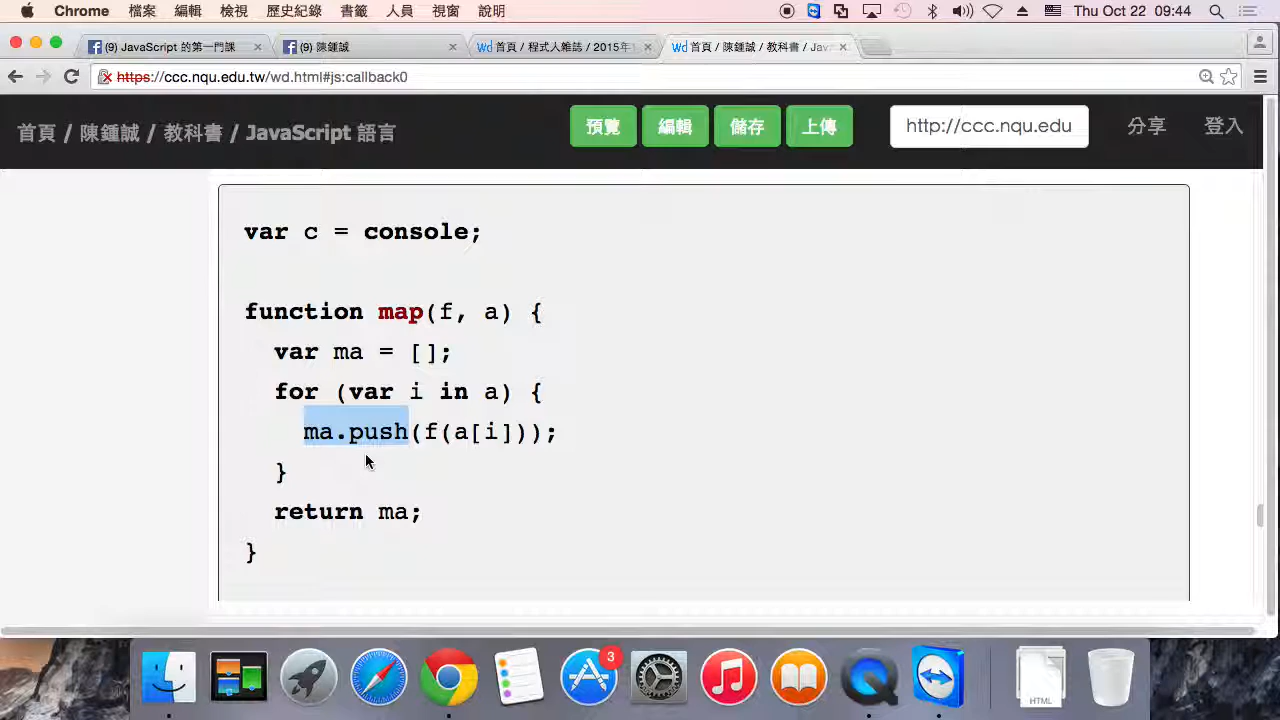 Chrome 檔案 編輯 檢視 歷史紀錄 書籤 人員 視窗 說明 Thu Oct 22 09:44
(9) JavaScript 的第一門課 × (9) 陳鍾誠 × Wd 首頁 / 程式人雜誌 / 2015年 × Wd 首頁 / 陳鍾誠 / 教科書 / Jav ×
https://ccc.nqu.edu.tw/wd.html#js:callback0
首頁 / 陳鍾誠 / 教科書 / JavaScript 語言 預覽 編輯 儲存 上傳 http://ccc.nqu.edu 分享 登入
var c = console;
function map(f, a) {
var ma = [];
for (var i in a) {
ma.push(f(a[i]));
}
return ma;
}
3
HTML